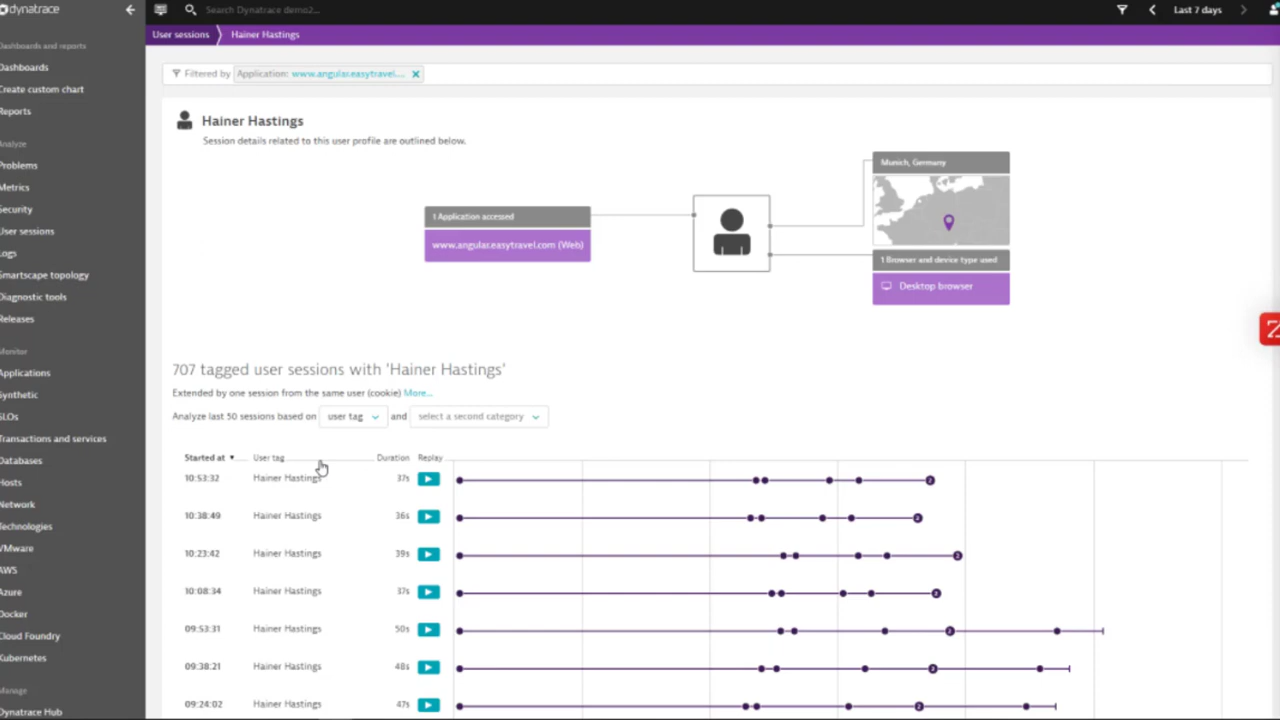 dynatrace
Search Dynatrace demo2...
Last 7 days
User sessions
Hainer Hastings
Dashboards and reports
Dashboards
Create custom chart
Reports
Analyze
Problems
Metrics
Security
User sessions
Logs
Smartscape topology
Diagnostic tools
Releases
Monitor
Applications
Synthetic
SLOs
Transactions and services
Databases
Hosts
Network
Technologies
VMware
AWS
Azure
Docker
Cloud Foundry
Kubernetes
Manage
Dynatrace Hub
Filtered by Application: www.angular.easytravel....
Hainer Hastings
Session details related to this user profile are outlined below.
1 Application accessed
www.angular.easytravel.com (Web)
Munich, Germany
1 Browser and device type used
Desktop browser
707 tagged user sessions with 'Hainer Hastings'
Extended by one session from the same user (cookie) More...
Analyze last 50 sessions based on user tag and select a second category
Started at User tag Duration Replay
10:53:32 Hainer Hastings 37s 2
10:38:49 Hainer Hastings 36s 2
10:23:42 Hainer Hastings 39s 2
10:08:34 Hainer Hastings 37s 2
09:53:31 Hainer Hastings 50s 2
09:38:21 Hainer Hastings 48s 2
09:24:02 Hainer Hastings 47s 2